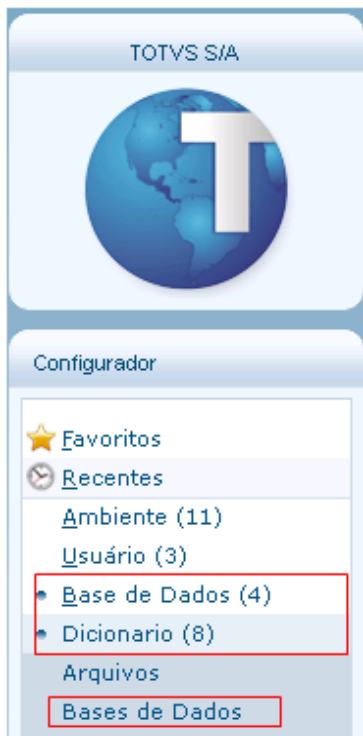 TOTVS S/A
T
Configurador
Favoritos
Recentes
Ambiente (11)
Usuário (3)
Base de Dados (4)
Dicionario (8)
Arquivos
Bases de Dados